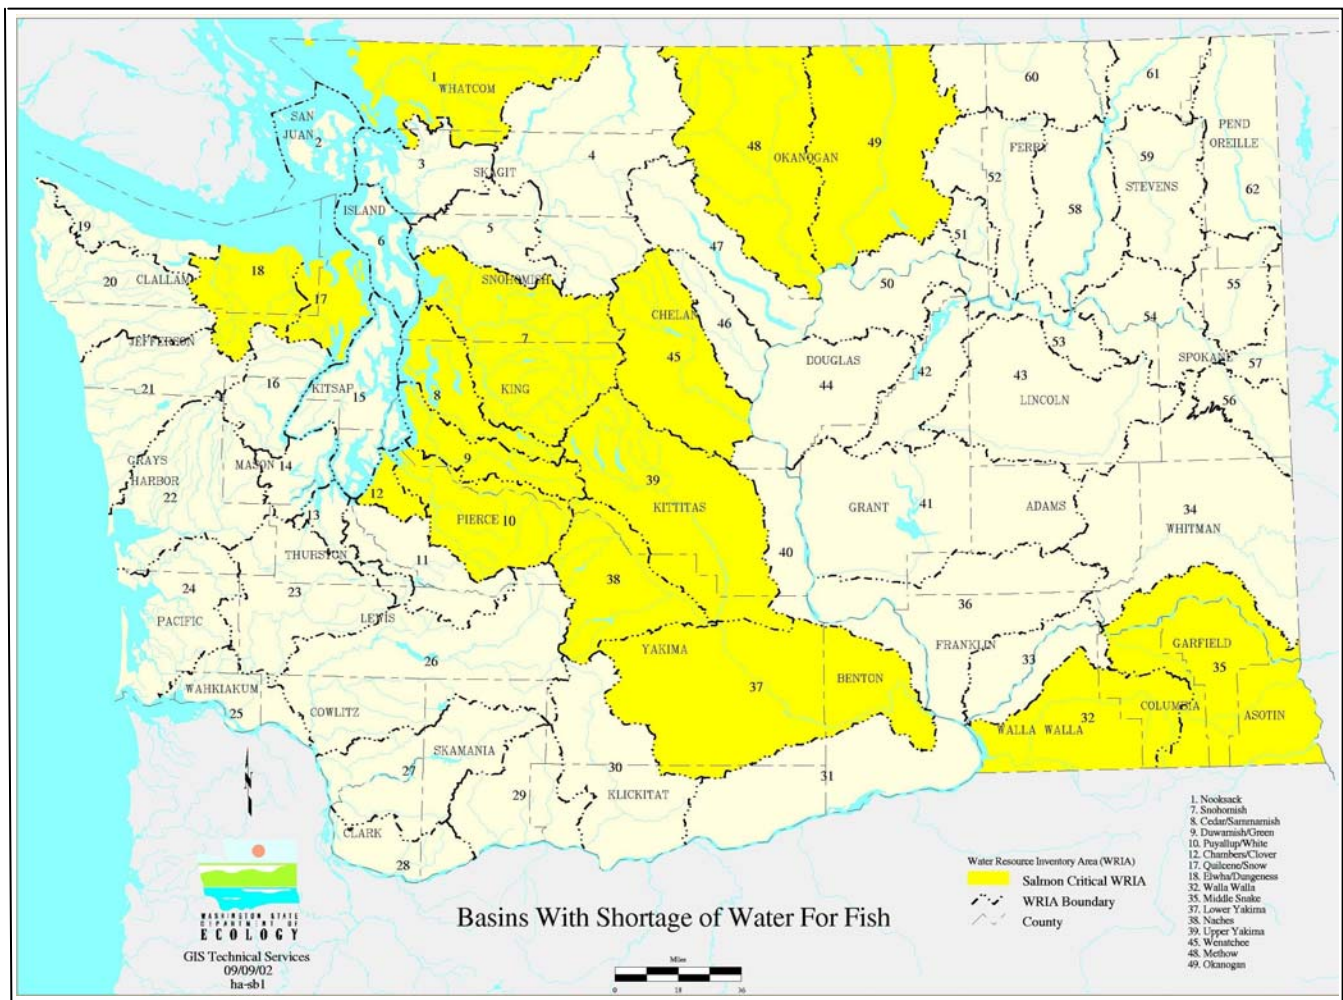 1
WHATCOM
SAN
JUAN
2
3
SKAGIT
4
48
OKANOGAN
49
60
61
PEND
OREILLE
FERRY
59
STEVENS
52
62
ISLAND
5
47
51
58
19
6
20
CLALLAM
18
17
SNOHOMISH
50
55
7
CHELAN
46
45
DOUGLAS
44
42
53
54
SPOKANE
57
JEFFERSON
16
KITSAP
15
8
KING
43
LINCOLN
56
21
GRAYS
HARBOR
22
MASON
14
9
39
KITTITAS
12
PIERCE 10
GRANT
41
ADAMS
34
WHITMAN
13
THURSTON
11
40
38
24
23
PACIFIC
LEWIS
36
26
YAKIMA
FRANKLIN
GARFIELD
33
35
WAHKIAKUM
37
BENTON
25
COWLITZ
32
COLUMBIA
ASOTIN
WALLA WALLA
SKAMANIA
27
30
31
29
KLICKITAT
CLARK
28
N
WASHINGTON STATE
DEPARTMENT OF
ECOLOGY
GIS Technical Services
09/09/02
ha-sb1
Basins With Shortage of Water For Fish
Miles
0 18 36
Water Resource Inventory Area (WRIA)
Salmon Critical WRIA
WRIA Boundary
County
1. Nooksack
7. Snohomish
8. Cedar/Sammamish
9. Duwamish/Green
10. Puyallup/White
12. Chambers/Clover
17. Quilcene/Snow
18. Elwha/Dungeness
32. Walla Walla
35. Middle Snake
37. Lower Yakima
38. Naches
39. Upper Yakima
45. Wenatchee
48. Methow
49. Okanogan